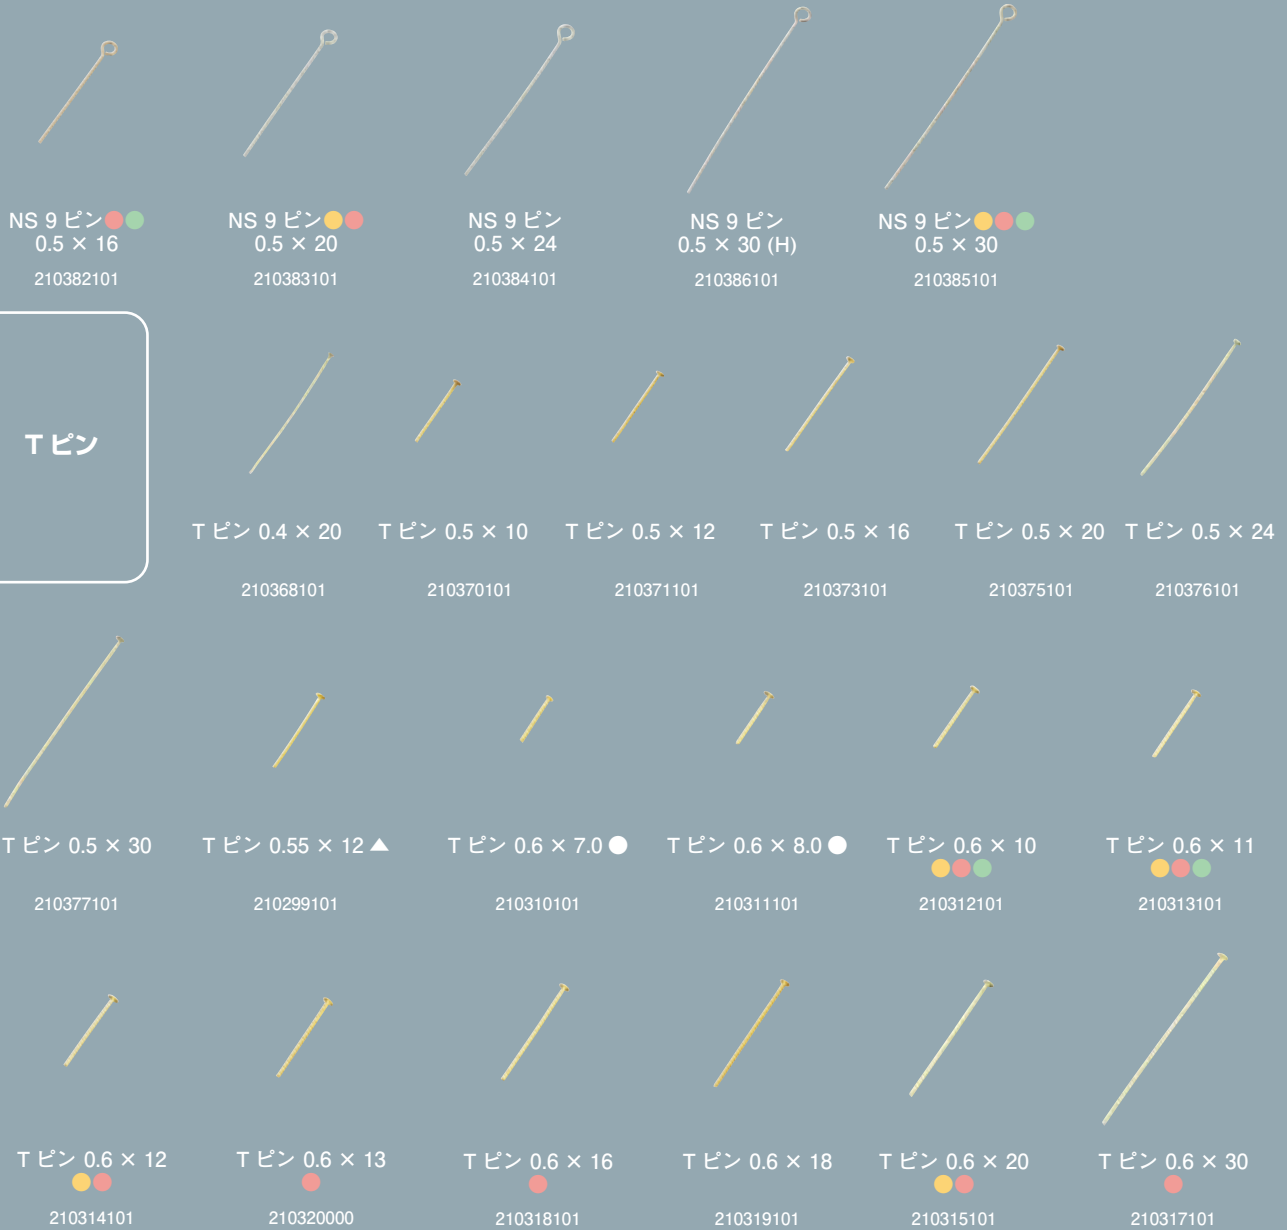 NS 9 ピン
0.5 × 16
210382101
NS 9 ピン
0.5 × 20
210383101
NS 9 ピン
0.5 × 24
210384101
NS 9 ピン
0.5 × 30 (H)
210386101
NS 9 ピン
0.5 × 30
210385101
T ピン
T ピン 0.4 × 20
210368101
T ピン 0.5 × 10
210370101
T ピン 0.5 × 12
210371101
T ピン 0.5 × 16
210373101
T ピン 0.5 × 20
210375101
T ピン 0.5 × 24
210376101
T ピン 0.5 × 30
210377101
T ピン 0.55 × 12 ▲
210299101
T ピン 0.6 × 7.0 ●
210310101
T ピン 0.6 × 8.0 ●
210311101
T ピン 0.6 × 10
210312101
T ピン 0.6 × 11
210313101
T ピン 0.6 × 12
210314101
T ピン 0.6 × 13
210320000
T ピン 0.6 × 16
210318101
T ピン 0.6 × 18
210319101
T ピン 0.6 × 20
210315101
T ピン 0.6 × 30
210317101